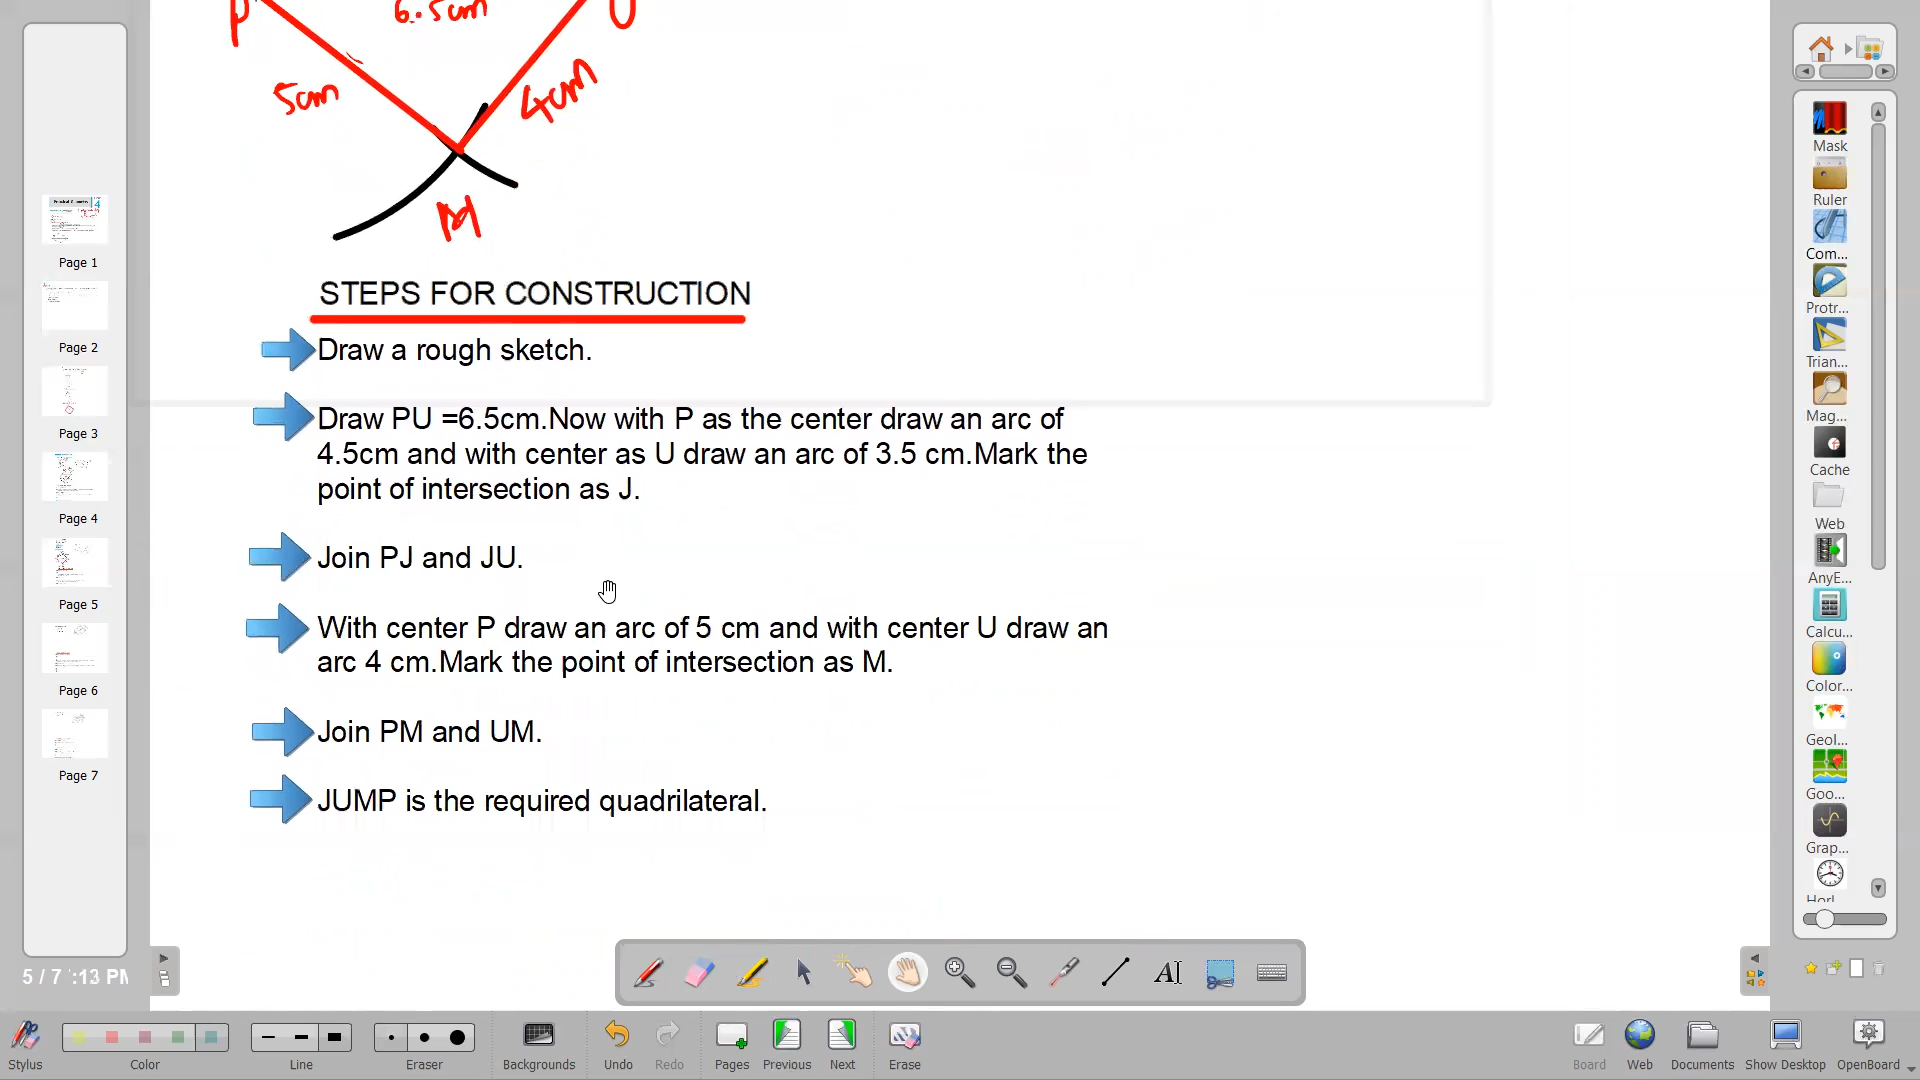 P
6.5cm
U
5cm
4cm
M
STEPS FOR CONSTRUCTION
Draw a rough sketch.
Draw PU =6.5cm.Now with P as the center draw an arc of
4.5cm and with center as U draw an arc of 3.5 cm.Mark the
point of intersection as J.
Join PJ and JU.
With center P draw an arc of 5 cm and with center U draw an
arc 4 cm.Mark the point of intersection as M.
Join PM and UM.
JUMP is the required quadrilateral.
Page 1
Page 2
Page 3
Page 4
Page 5
Page 6
Page 7
5 / 7
Mask
Ruler
Com...
Protr...
Trian...
Mag...
Cache
Web
AnyE...
Calcu...
Color...
Geol...
Goo...
Grap...
Stylus
Color
Line
Eraser
Backgrounds
Undo
Redo
Pages
Previous
Next
Erase
Board
Web
Documents
Show Desktop
OpenBoard